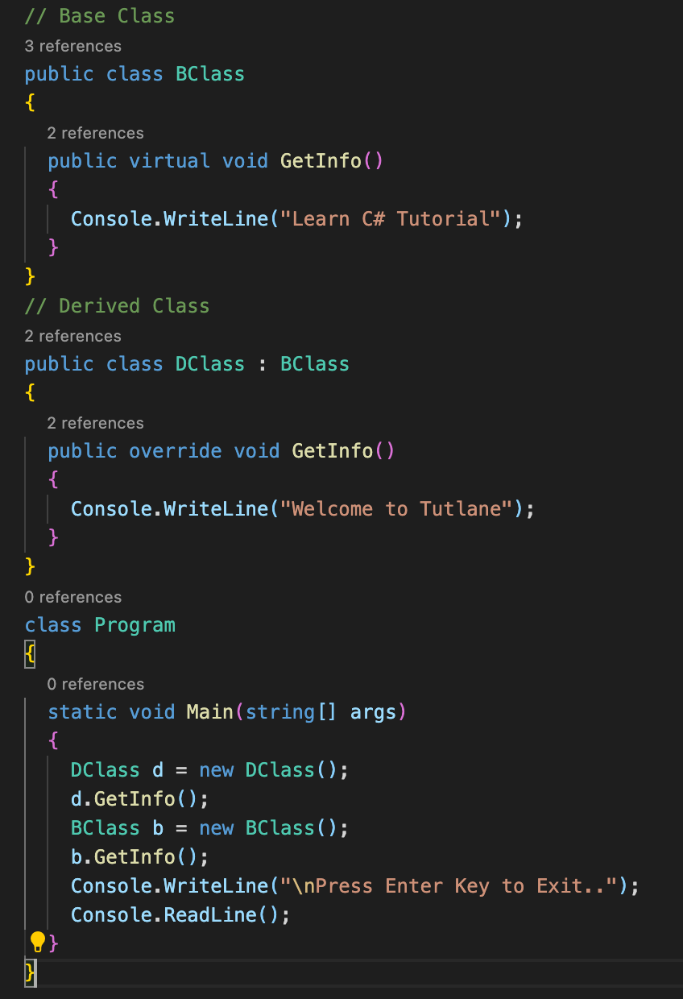 // Base Class
3 references
public class BClass
{
2 references
public virtual void GetInfo()
{
Console.WriteLine("Learn C# Tutorial");
}
}
// Derived Class
2 references
public class DClass : BClass
{
2 references
public override void GetInfo()
{
Console.WriteLine("Welcome to Tutlane");
}
}
0 references
class Program
{
0 references
static void Main(string[] args)
{
DClass d = new DClass();
d.GetInfo();
BClass b = new BClass();
b.GetInfo();
Console.WriteLine("\nPress Enter Key to Exit..");
Console.ReadLine();
}
}